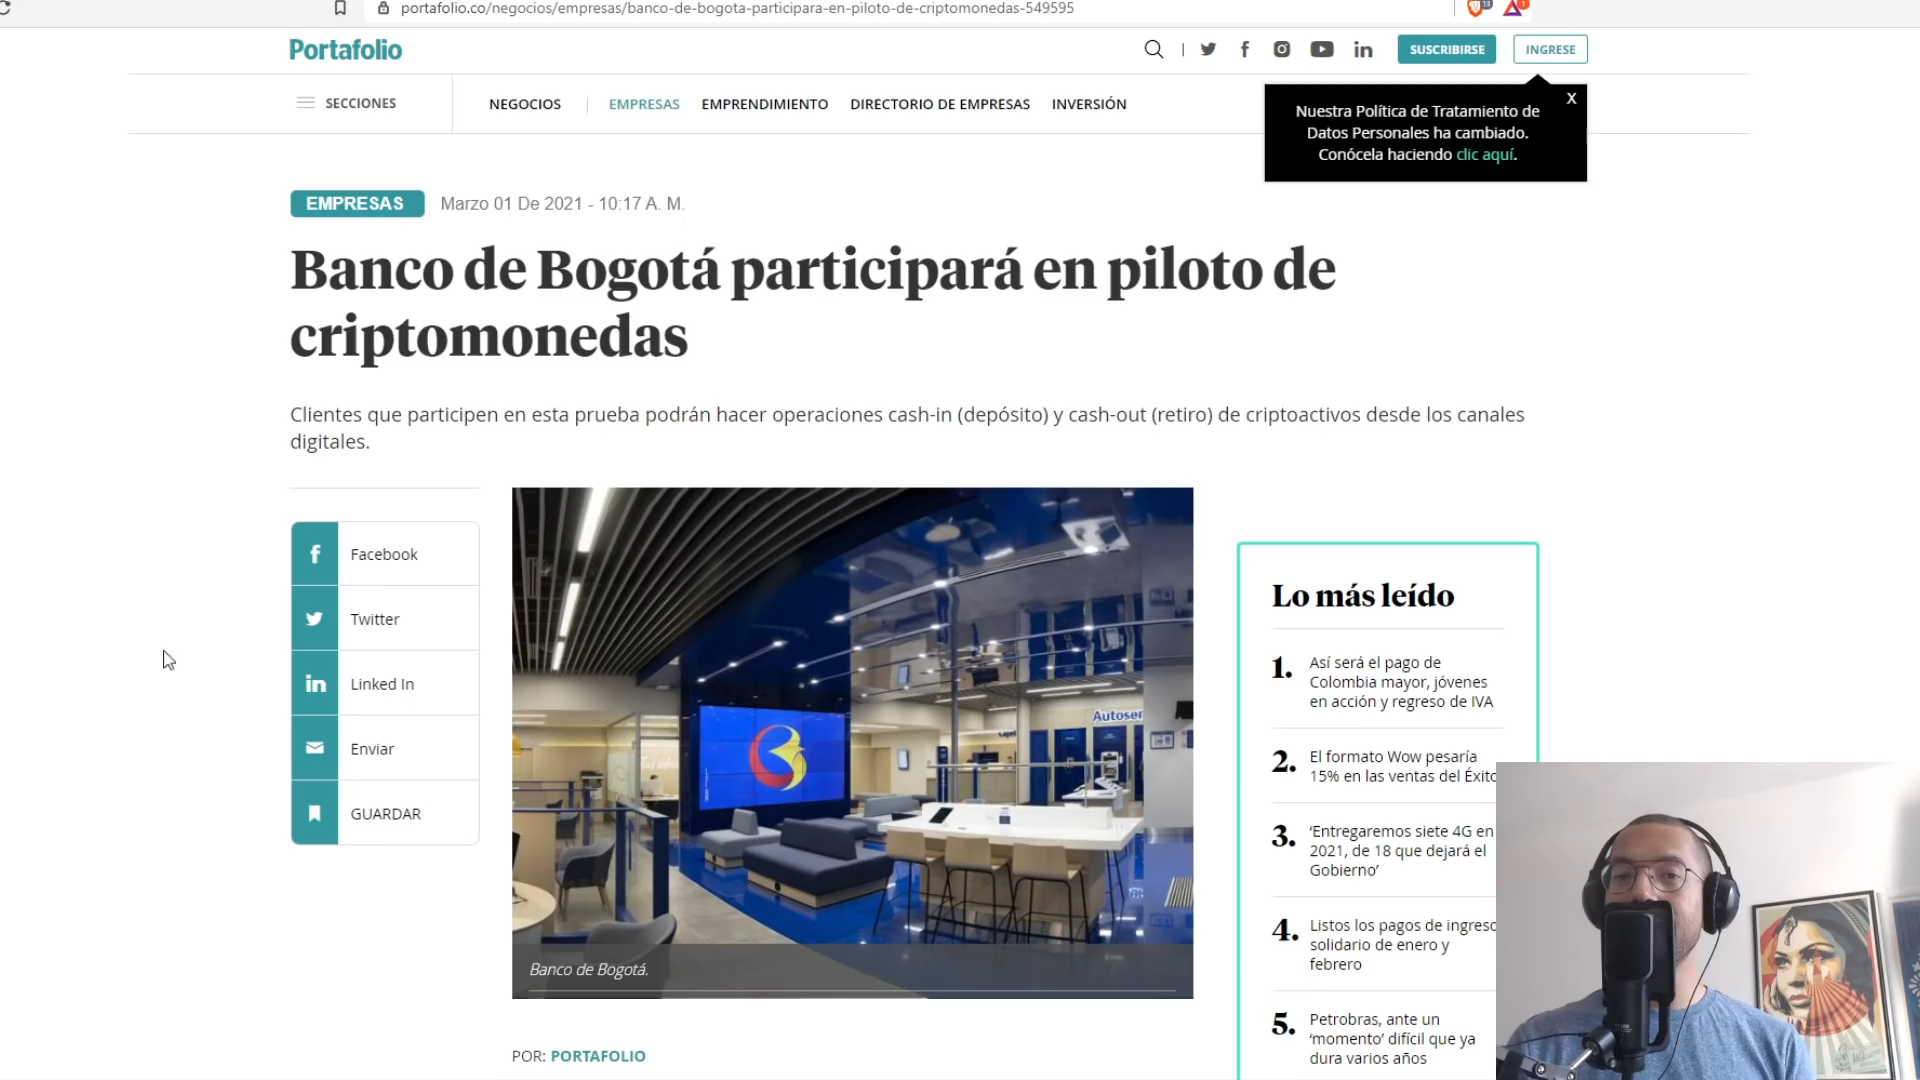 portafolio.co/negocios/empresas/banco-de-bogota-participara-en-piloto-de-criptomonedas-549595
13
1
Portafolio
SUSCRIBIRSE
INGRESE
SECCIONES
NEGOCIOS
EMPRESAS
EMPRENDIMIENTO
DIRECTORIO DE EMPRESAS
INVERSIÓN
X
Nuestra Política de Tratamiento de
Datos Personales ha cambiado.
Conócela haciendo clic aquí.
EMPRESAS
Marzo 01 De 2021 - 10:17 A. M.
Banco de Bogotá participará en piloto de
criptomonedas
Clientes que participen en esta prueba podrán hacer operaciones cash-in (depósito) y cash-out (retiro) de criptoactivos desde los canales
digitales.
Facebook
Twitter
Linked In
Enviar
GUARDAR
Autoser
Banco de Bogotá.
POR: PORTAFOLIO
Lo más leído
1.
Así será el pago de
Colombia mayor, jóvenes
en acción y regreso de IVA
2.
El formato Wow pesaría
15% en las ventas del Éxito
3.
‘Entregaremos siete 4G en
2021, de 18 que dejará el
Gobierno’
4.
Listos los pagos de ingreso
solidario de enero y
febrero
5.
Petrobras, ante un
‘momento’ difícil que ya
dura varios años